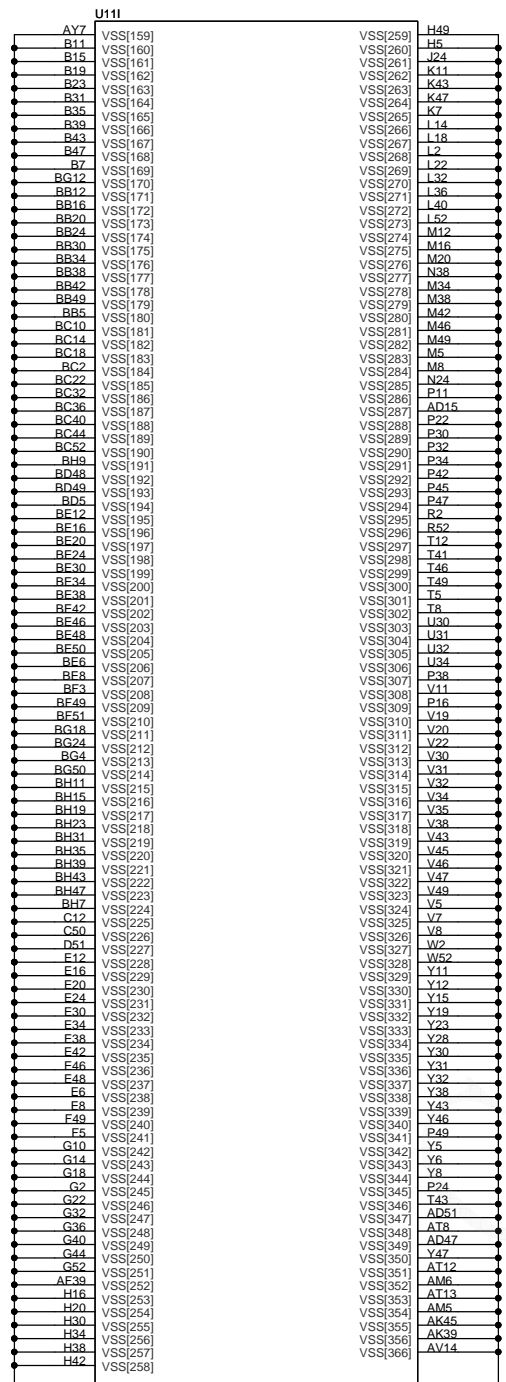 U11I
AY7 VSS[159] VSS[259] H49
B11 VSS[160] VSS[260] H5
B15 VSS[161] VSS[261] J24
B19 VSS[162] VSS[262] K11
B23 VSS[163] VSS[263] K43
B31 VSS[164] VSS[264] K47
B35 VSS[165] VSS[265] K7
B39 VSS[166] VSS[266] L14
B43 VSS[167] VSS[267] L18
B47 VSS[168] VSS[268] L2
B7 VSS[169] VSS[269] L22
BG12 VSS[170] VSS[270] L32
BB12 VSS[171] VSS[271] L36
BB16 VSS[172] VSS[272] L40
BB20 VSS[173] VSS[273] L52
BB24 VSS[174] VSS[274] M12
BB30 VSS[175] VSS[275] M16
BB34 VSS[176] VSS[276] M20
BB38 VSS[177] VSS[277] N38
BB42 VSS[178] VSS[278] M34
BB49 VSS[179] VSS[279] M38
BB5 VSS[180] VSS[280] M42
BC10 VSS[181] VSS[281] M46
BC14 VSS[182] VSS[282] M49
BC18 VSS[183] VSS[283] M5
BC2 VSS[184] VSS[284] M8
BC22 VSS[185] VSS[285] N24
BC32 VSS[186] VSS[286] P11
BC36 VSS[187] VSS[287] AD15
BC40 VSS[188] VSS[288] P22
BC44 VSS[189] VSS[289] P30
BC52 VSS[190] VSS[290] P32
BH9 VSS[191] VSS[291] P34
BD48 VSS[192] VSS[292] P42
BD49 VSS[193] VSS[293] P45
BD5 VSS[194] VSS[294] P47
BE12 VSS[195] VSS[295] R2
BE16 VSS[196] VSS[296] R52
BE20 VSS[197] VSS[297] T12
BE24 VSS[198] VSS[298] T41
BE30 VSS[199] VSS[299] T46
BE34 VSS[200] VSS[300] T49
BE38 VSS[201] VSS[301] T5
BE42 VSS[202] VSS[302] T8
BE46 VSS[203] VSS[303] U30
BE48 VSS[204] VSS[304] U31
BE50 VSS[205] VSS[305] U32
BE6 VSS[206] VSS[306] U34
BE8 VSS[207] VSS[307] P38
BF3 VSS[208] VSS[308] V11
BF49 VSS[209] VSS[309] P16
BF51 VSS[210] VSS[310] V19
BG18 VSS[211] VSS[311] V20
BG24 VSS[212] VSS[312] V22
BG4 VSS[213] VSS[313] V30
BG50 VSS[214] VSS[314] V31
BH11 VSS[215] VSS[315] V32
BH15 VSS[216] VSS[316] V34
BH19 VSS[217] VSS[317] V35
BH23 VSS[218] VSS[318] V38
BH31 VSS[219] VSS[319] V43
BH35 VSS[220] VSS[320] V45
BH39 VSS[221] VSS[321] V46
BH43 VSS[222] VSS[322] V47
BH47 VSS[223] VSS[323] V49
BH7 VSS[224] VSS[324] V5
C12 VSS[225] VSS[325] V7
C50 VSS[226] VSS[326] V8
D51 VSS[227] VSS[327] W2
E12 VSS[228] VSS[328] W52
E16 VSS[229] VSS[329] Y11
E20 VSS[230] VSS[330] Y12
E24 VSS[231] VSS[331] Y15
E30 VSS[232] VSS[332] Y19
E34 VSS[233] VSS[333] Y23
E38 VSS[234] VSS[334] Y28
E42 VSS[235] VSS[335] Y30
E46 VSS[236] VSS[336] Y31
E48 VSS[237] VSS[337] Y32
E6 VSS[238] VSS[338] Y38
E8 VSS[239] VSS[339] Y43
F49 VSS[240] VSS[340] Y46
F5 VSS[241] VSS[341] P49
G10 VSS[242] VSS[342] Y5
G14 VSS[243] VSS[343] Y6
G18 VSS[244] VSS[344] Y8
G2 VSS[245] VSS[345] P24
G22 VSS[246] VSS[346] T43
G32 VSS[247] VSS[347] AD51
G36 VSS[248] VSS[348] AT8
G40 VSS[249] VSS[349] AD47
G44 VSS[250] VSS[350] Y47
G52 VSS[251] VSS[351] AT12
AF39 VSS[252] VSS[352] AM6
H16 VSS[253] VSS[353] AT13
H20 VSS[254] VSS[354] AM5
H30 VSS[255] VSS[355] AK45
H34 VSS[256] VSS[356] AK39
H38 VSS[257] VSS[366] AV14
H42 VSS[258]